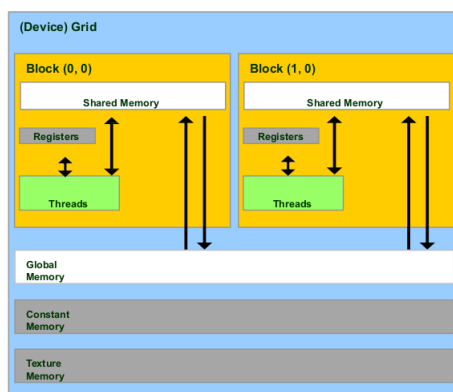 (Device) Grid
Block (0, 0)
Shared Memory
Registers
Threads
Block (1, 0)
Shared Memory
Registers
Threads
Global
Memory
Constant
Memory
Texture
Memory